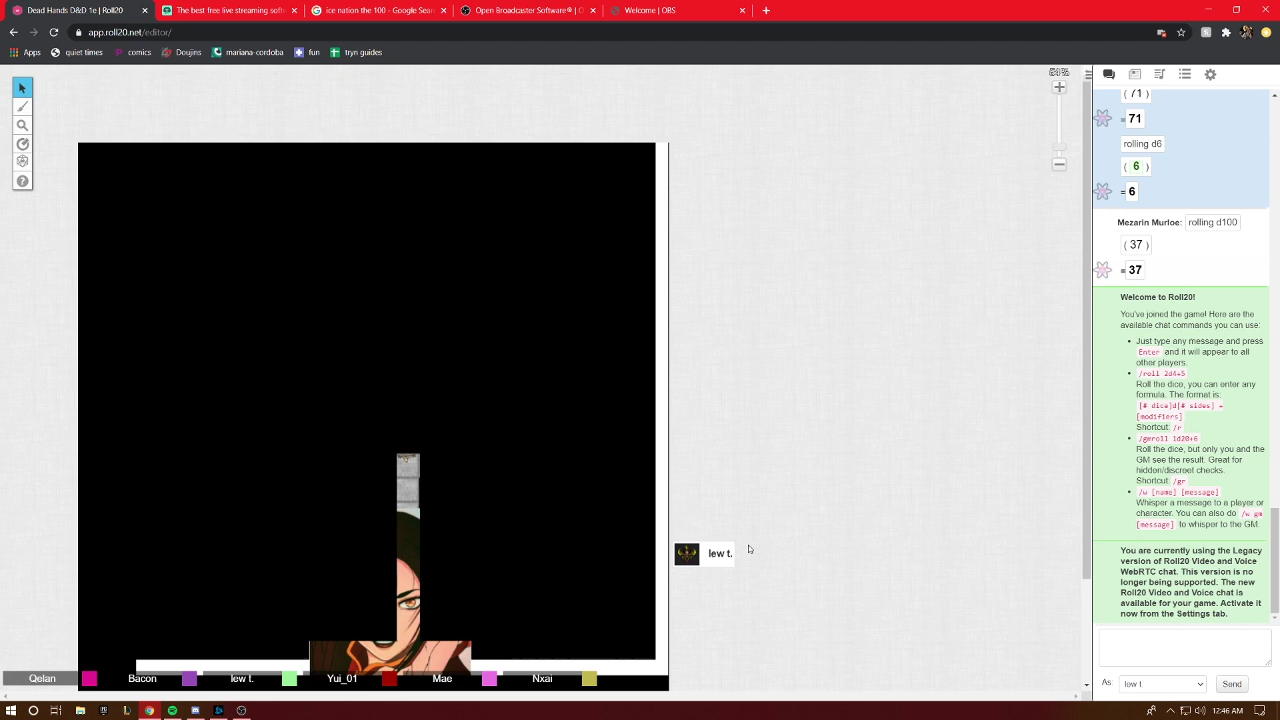 Dead Hands D&D 1e | Roll20
The best free live streaming softw
ice nation the 100 - Google Sear
Open Broadcaster Software® | O
Welcome | OBS
app.roll20.net/editor/
Apps
quiet times
comics
Doujins
mariana-cordoba
fun
tryn guides
( 71 )
= 71
rolling d6
( 6 )
= 6
Mezarin Murloe: rolling d100
( 37 )
= 37
Welcome to Roll20!
You've joined the game! Here are the
available chat commands you can use:
• Just type any message and press
Enter and it will appear to all
other players.
• /roll 2d4+5
Roll the dice, you can enter any
formula. The format is:
[# dice]d[# sides] +
[modifiers]
Shortcut: /r
• /gmroll 1d20+6
Roll the dice, but only you and the
GM see the result. Great for
hidden/discreet checks.
Shortcut: /gr
• /w [name] [message]
Whisper a message to a player or
character. You can also do /w gm
[message] to whisper to the GM.
You are currently using the Legacy
version of Roll20 Video and Voice
WebRTC chat. This version is no
longer being supported. The new
Roll20 Video and Voice chat is
available for your game. Activate it
now from the Settings tab.
lew t.
Qelan
Bacon
lew t.
Yui_01
Mae
Nxai
As:
lew t
Send
12:46 AM